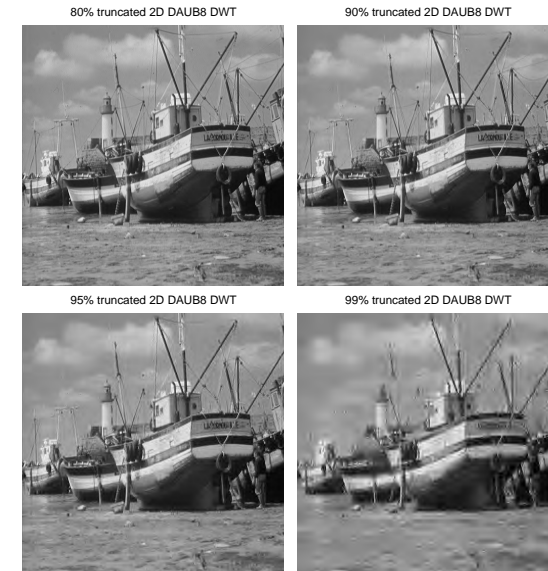 80% truncated 2D DAUB8 DWT
90% truncated 2D DAUB8 DWT
95% truncated 2D DAUB8 DWT
99% truncated 2D DAUB8 DWT